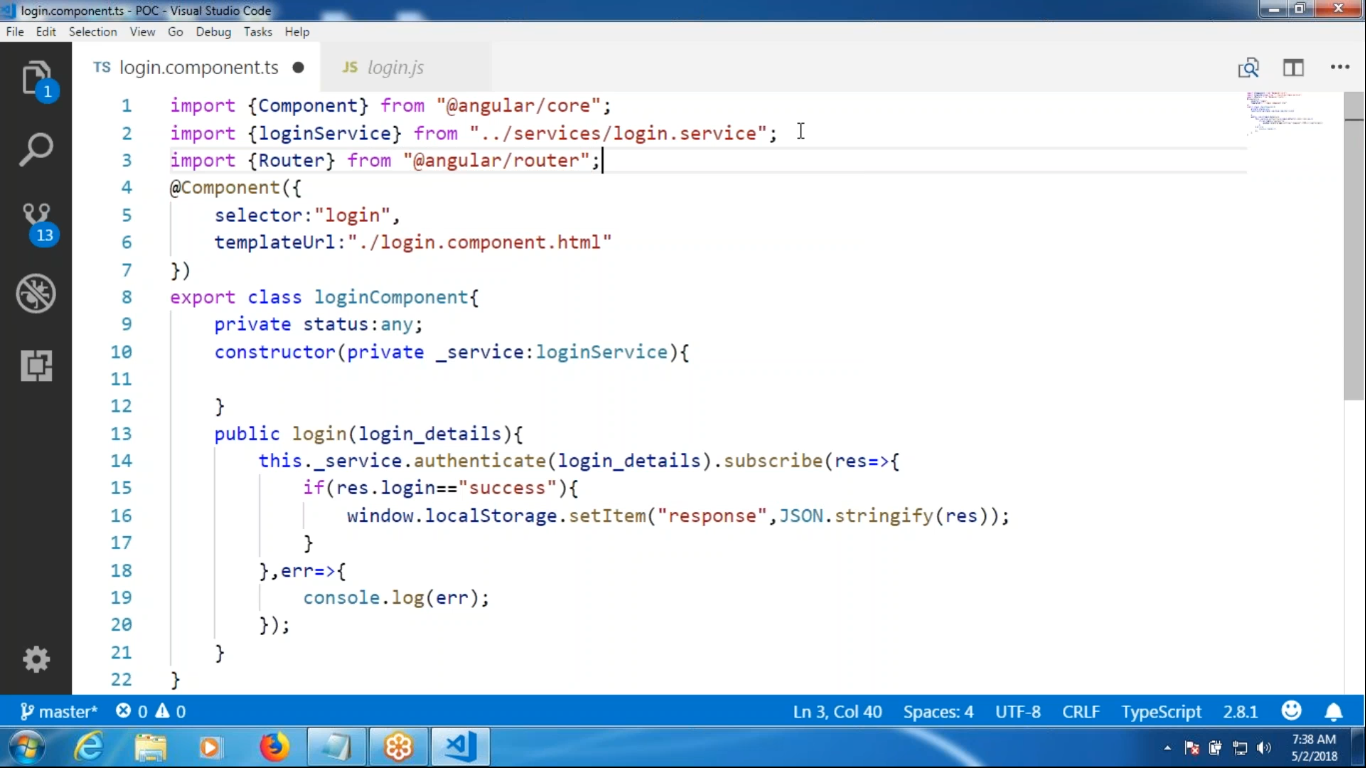 login.component.ts - POC - Visual Studio Code
File Edit Selection View Go Debug Tasks Help
TS login.component.ts JS login.js
1 import {Component} from "@angular/core";
2 import {loginService} from "../services/login.service";
3 import {Router} from "@angular/router";
4 @Component({
5 selector:"login",
6 templateUrl:"./login.component.html"
7 })
8 export class loginComponent{
9 private status:any;
10 constructor(private _service:loginService){
11
12 }
13 public login(login_details){
14 this._service.authenticate(login_details).subscribe(res=>{
15 if(res.login=="success"){
16 window.localStorage.setItem("response",JSON.stringify(res));
17 }
18 },err=>{
19 console.log(err);
20 });
21 }
22 }
1
13
master* 0 0 Ln 3, Col 40 Spaces: 4 UTF-8 CRLF TypeScript 2.8.1
7:38 AM
5/2/2018